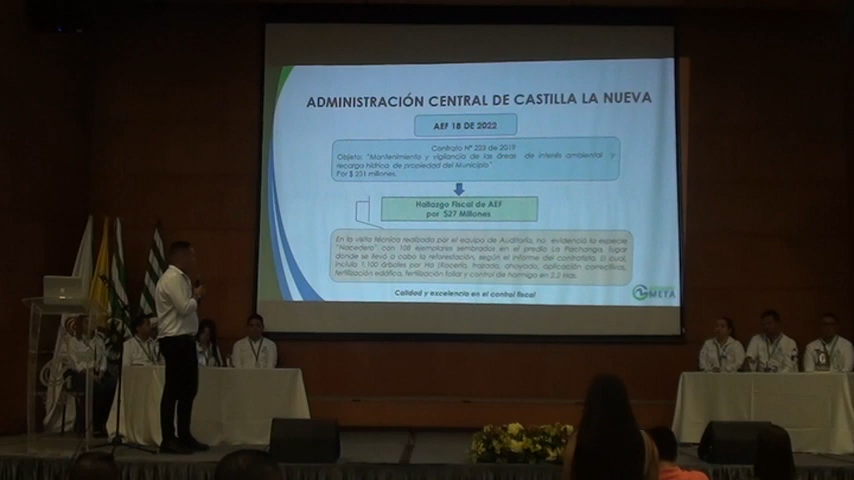 ADMINISTRACIÓN CENTRAL DE CASTILLA LA NUEVA
AEF 18 DE 2022
Contrato N° 233 de 2019
Objeto: "Mantenimiento y vigilancia de las áreas de interés ambiental y
recarga hídrica de propiedad del Municipio"
Por $ 231 millones.
Hallazgo Fiscal de AEF
por $27 Millones
En la visita técnica realizada por el equipo de Auditoría, no evidenció la especie
"Nacedero" con 108 ejemplares sembrados en el predio La Pachanga, lugar
donde se llevó a cabo la reforestación, según el informe del contratista. El cual,
incluía 1.100 árboles por Ha (Rocería, trazado, ahoyado, aplicación correctivos,
fertilización edáfica, fertilización foliar y control de hormiga en 2.2 Has.
Calidad y excelencia en el control fiscal
META